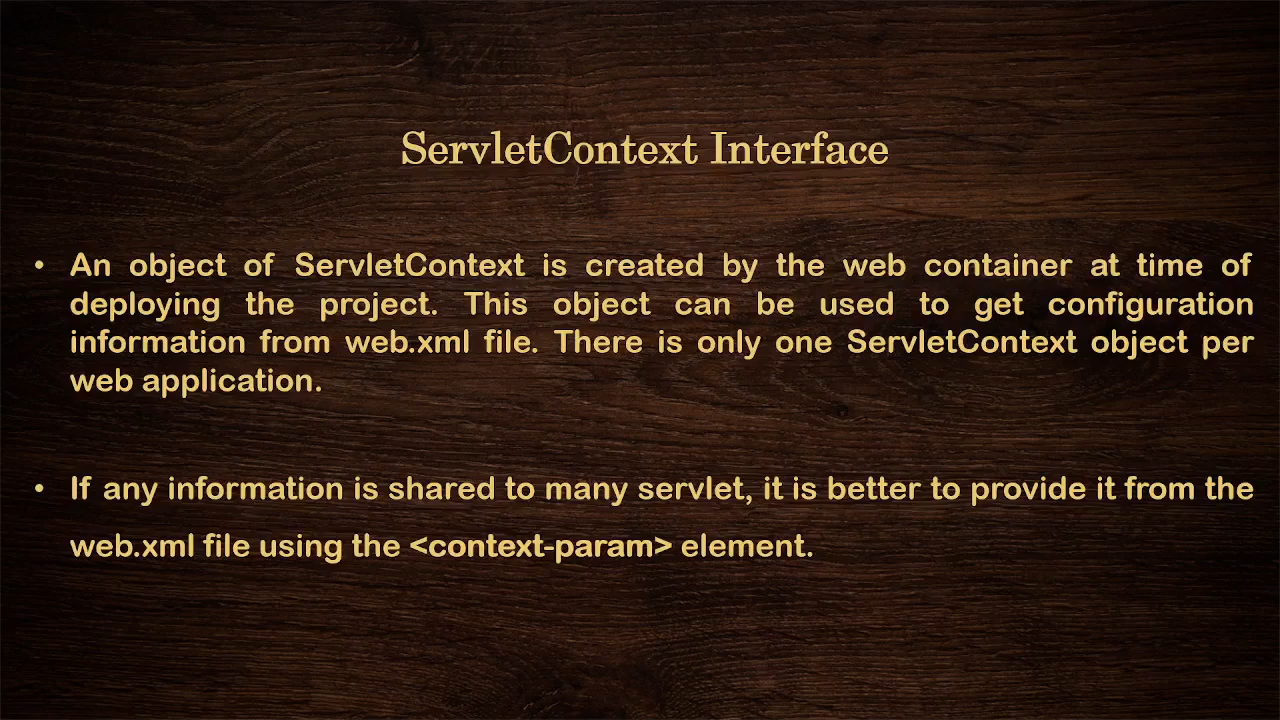 ServletContext Interface
• An object of ServletContext is created by the web container at time of
deploying the project. This object can be used to get configuration
information from web.xml file. There is only one ServletContext object per
web application.
• If any information is shared to many servlet, it is better to provide it from the
web.xml file using the <context-param> element.